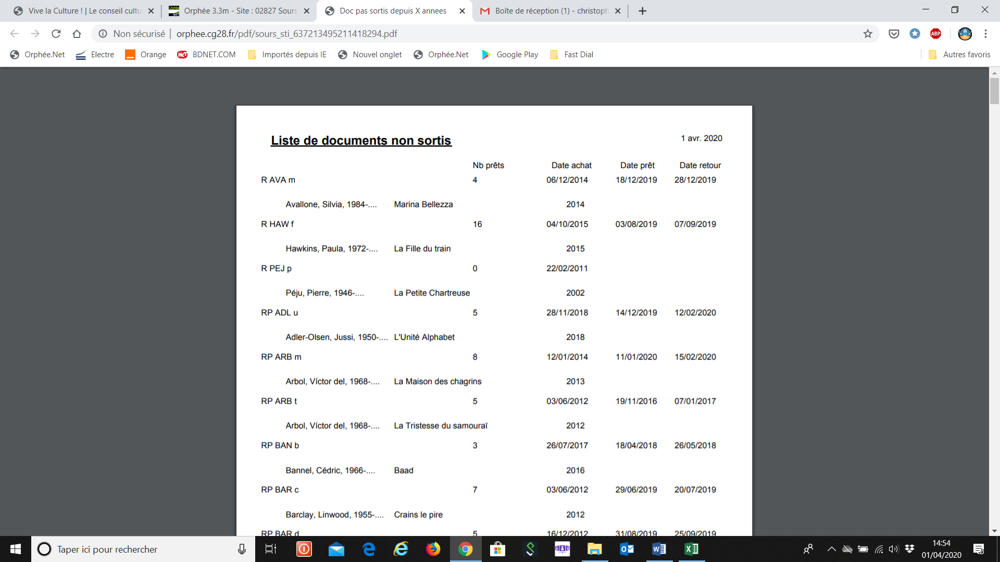 Vive la Culture ! | Le conseil cultu
Orphée 3.3m - Site : 02827 Sours
Doc pas sortis depuis X annees
Boîte de réception (1) - christoph
Non sécurisé | orphee.cg28.fr/pdf/sours_sti_637213495211418294.pdf
ABP
Orphée.Net Electre Orange BDNET.COM Importés depuis IE Nouvel onglet Orphée.Net Google Play Fast Dial Autres favoris
Liste de documents non sortis 1 avr. 2020
Nb prêts Date achat Date prêt Date retour
R AVA m 4 06/12/2014 18/12/2019 28/12/2019
Avallone, Silvia, 1984-.... Marina Bellezza 2014
R HAW f 16 04/10/2015 03/08/2019 07/09/2019
Hawkins, Paula, 1972-.... La Fille du train 2015
R PEJ p 0 22/02/2011
Péju, Pierre, 1946-.... La Petite Chartreuse 2002
RP ADL u 5 28/11/2018 14/12/2019 12/02/2020
Adler-Olsen, Jussi, 1950-.... L'Unité Alphabet 2018
RP ARB m 8 12/01/2014 11/01/2020 15/02/2020
Arbol, Víctor del, 1968-.... La Maison des chagrins 2013
RP ARB t 5 03/06/2012 19/11/2016 07/01/2017
Arbol, Víctor del, 1968-.... La Tristesse du samouraï 2012
RP BAN b 3 26/07/2017 18/04/2018 26/05/2018
Bannel, Cédric, 1966-.... Baad 2016
RP BAR c 7 03/06/2012 29/06/2019 20/07/2019
Barclay, Linwood, 1955-.... Crains le pire 2012
RP BAR d 5 16/12/2012 31/08/2019 25/09/2019
Taper ici pour rechercher
14:54
01/04/2020